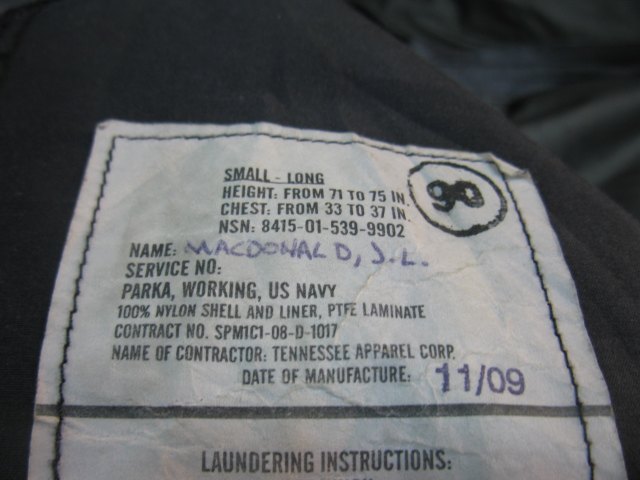 SMALL - LONG
HEIGHT: FROM 71 TO 75 IN.
CHEST: FROM 33 TO 37 IN.
90
NSN: 8415-01-539-9902
NAME: MACDONALD, J.L.
SERVICE NO:
PARKA, WORKING, US NAVY
100% NYLON SHELL AND LINER, PTFE LAMINATE
CONTRACT NO. SPM1C1-08-D-1017
NAME OF CONTRACTOR: TENNESSEE APPAREL CORP.
DATE OF MANUFACTURE: 11/09
LAUNDERING INSTRUCTIONS: